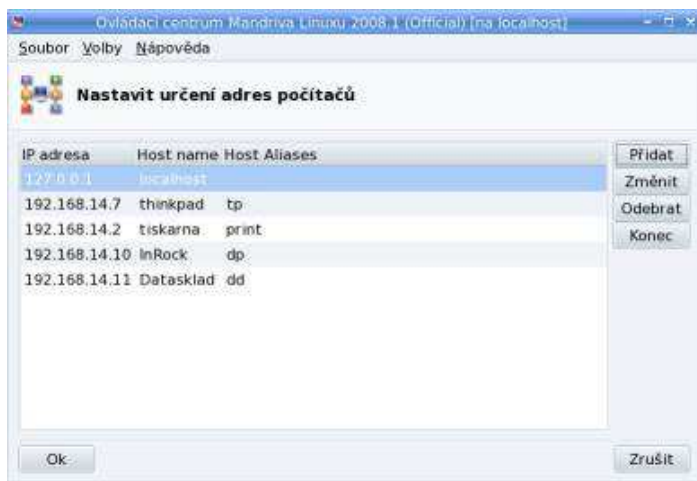 Ovládací centrum Mandriva Linuxu 2008.1 (Official) [na localhost]
Soubor Volby Nápověda
Nastavit určení adres počítačů
IP adresa Host name Host Aliases
127.0.0.1 localhost
192.168.14.7 thinkpad tp
192.168.14.2 tiskarna print
192.168.14.10 InRock dp
192.168.14.11 Datasklad dd
Přidat
Změnit
Odebrat
Konec
Ok Zrušit